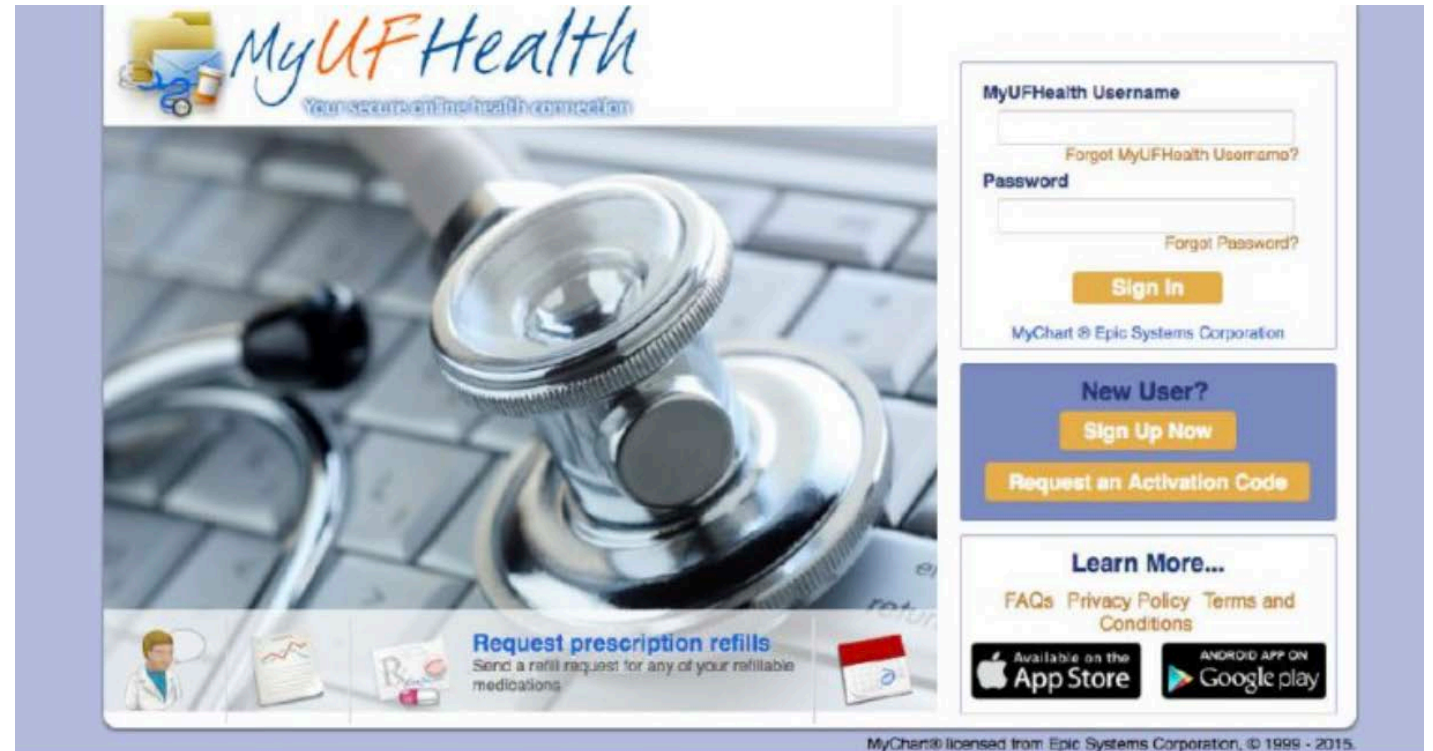 MyUFHealth
Your secure online health connection
MyUFHealth Username
Forgot MyUFHealth Username?
Password
Forgot Password?
Sign In
MyChart ® Epic Systems Corporation
New User?
Sign Up Now
Request an Activation Code
Learn More...
FAQs Privacy Policy Terms and
Conditions
Available on the
App Store
ANDROID APP ON
Google play
Request prescription refills
Send a refill request for any of your refillable
medications
MyChart® licensed from Epic Systems Corporation, © 1999 - 2015.